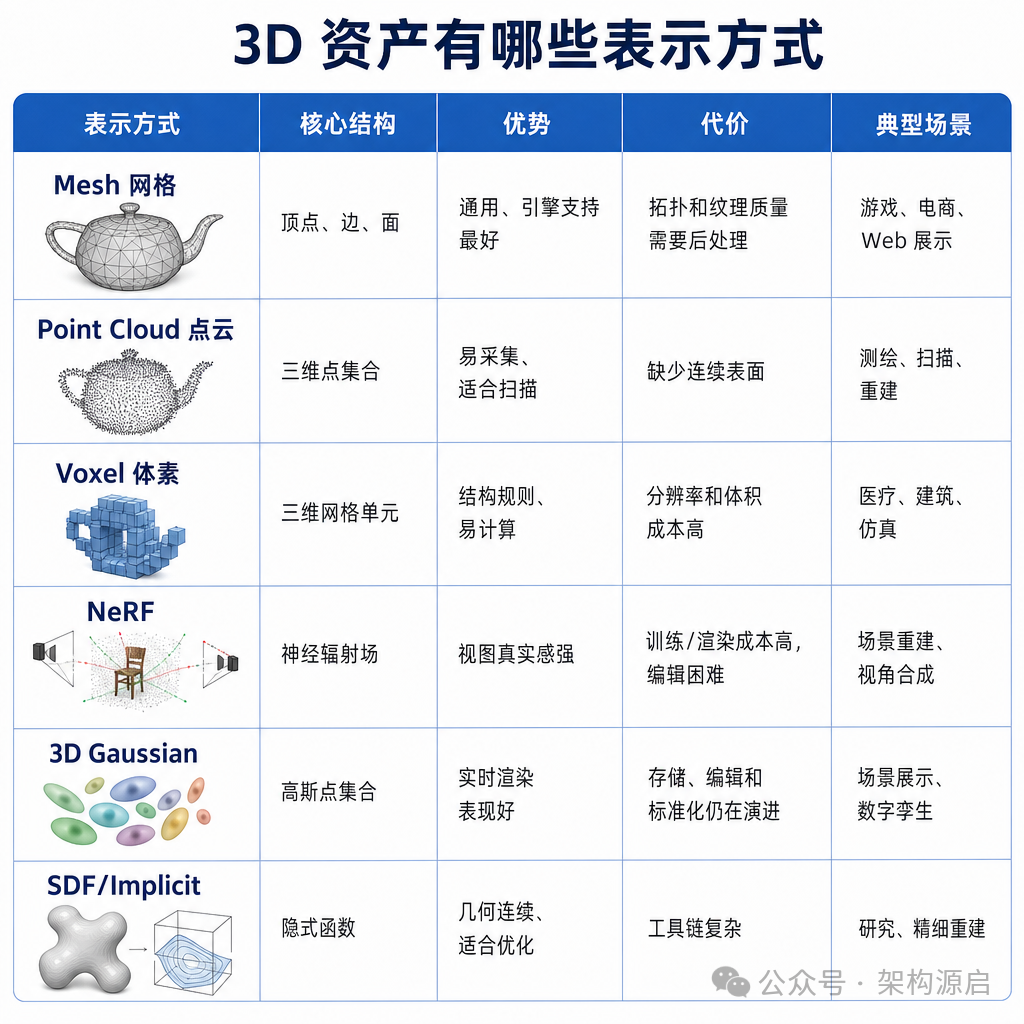 3D 资产有哪些表示方式
表示方式 核心结构 优势 代价 典型场景
Mesh 网格
顶点、边、面
通用、引擎支持
最好
拓扑和纹理质量
需要后处理
游戏、电商、
Web 展示
Point Cloud 点云
三维点集合
易采集、
适合扫描
缺少连续表面
测绘、扫描、
重建
Voxel 体素
三维网格单元
结构规则、
易计算
分辨率和体积
成本高
医疗、建筑、
仿真
NeRF
神经辐射场
视图真实感强
训练/渲染成本高，
编辑困难
场景重建、
视角合成
3D Gaussian
高斯点集合
实时渲染
表现好
存储、编辑和
标准化仍在演进
场景展示、
数字孪生
SDF/Implicit
隐式函数
几何连续、
适合优化
工具链复杂
研究、精细重建
公众号 · 架构源启